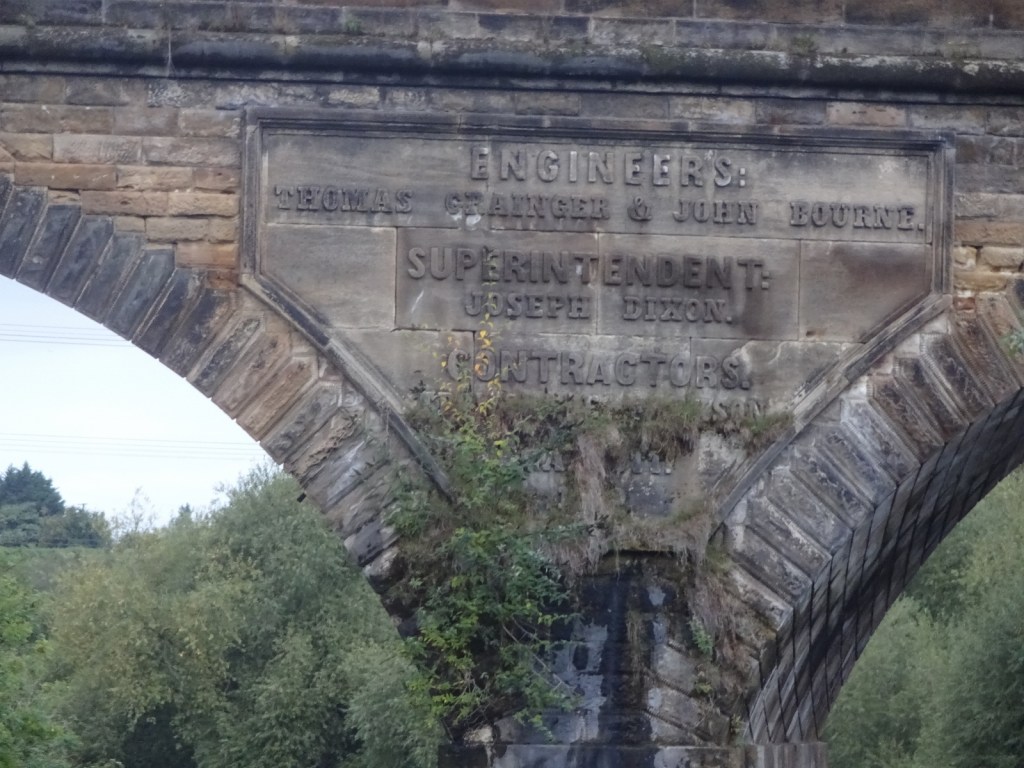 ENGINEERS:
THOMAS GRAINGER & JOHN BOURNE.
SUPERINTENDENT:
JOSEPH DIXON.
CONTRACTORS.